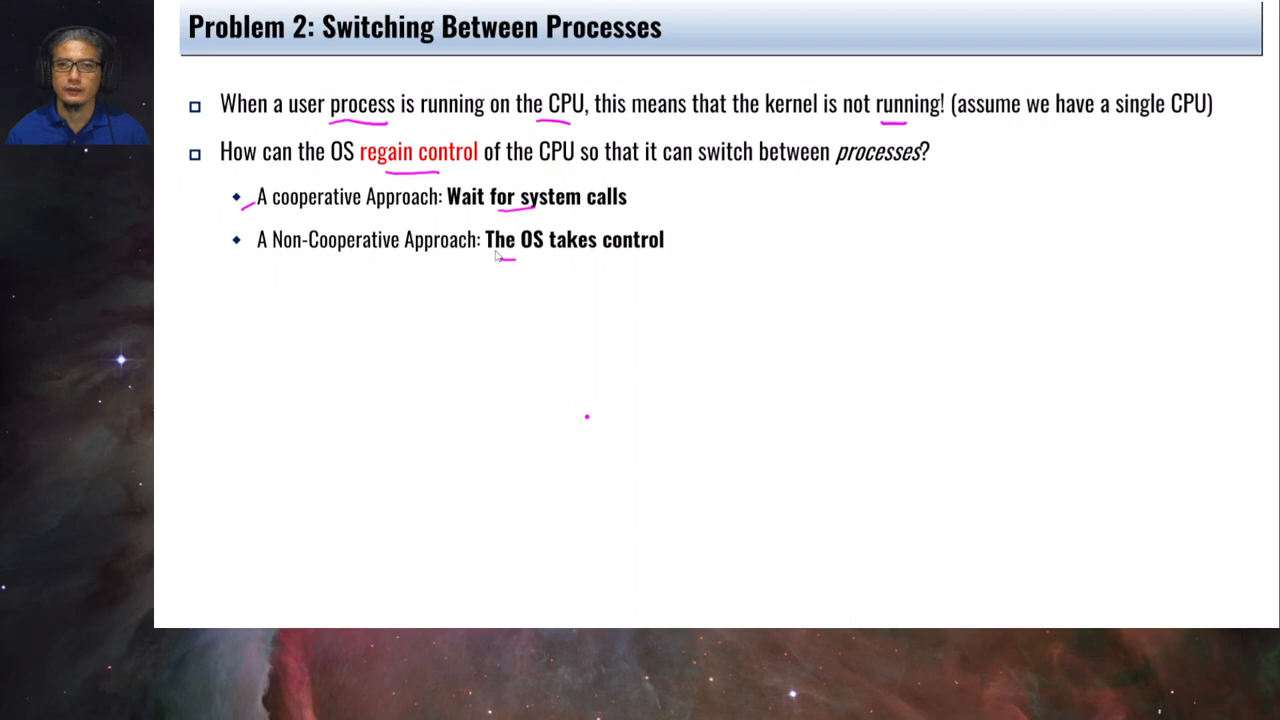 Problem 2: Switching Between Processes
When a user process is running on the CPU, this means that the kernel is not running! (assume we have a single CPU)
How can the OS regain control of the CPU so that it can switch between processes?
A cooperative Approach: Wait for system calls
A Non-Cooperative Approach: The OS takes control